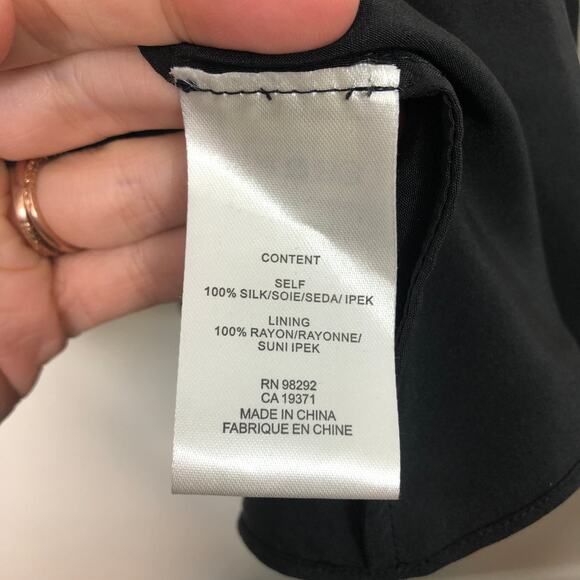 CONTENT
SELF
100% SILK/SOIE/SEDA/ IPEK
LINING
100% RAYON/RAYONNE/
SUNI IPEK
RN 98292
CA 19371
MADE IN CHINA
FABRIQUE EN CHINE